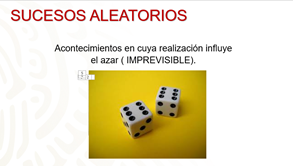 SUCESOS ALEATORIOS
Acontecimientos en cuya realización influye
el azar ( IMPREVISIBLE).